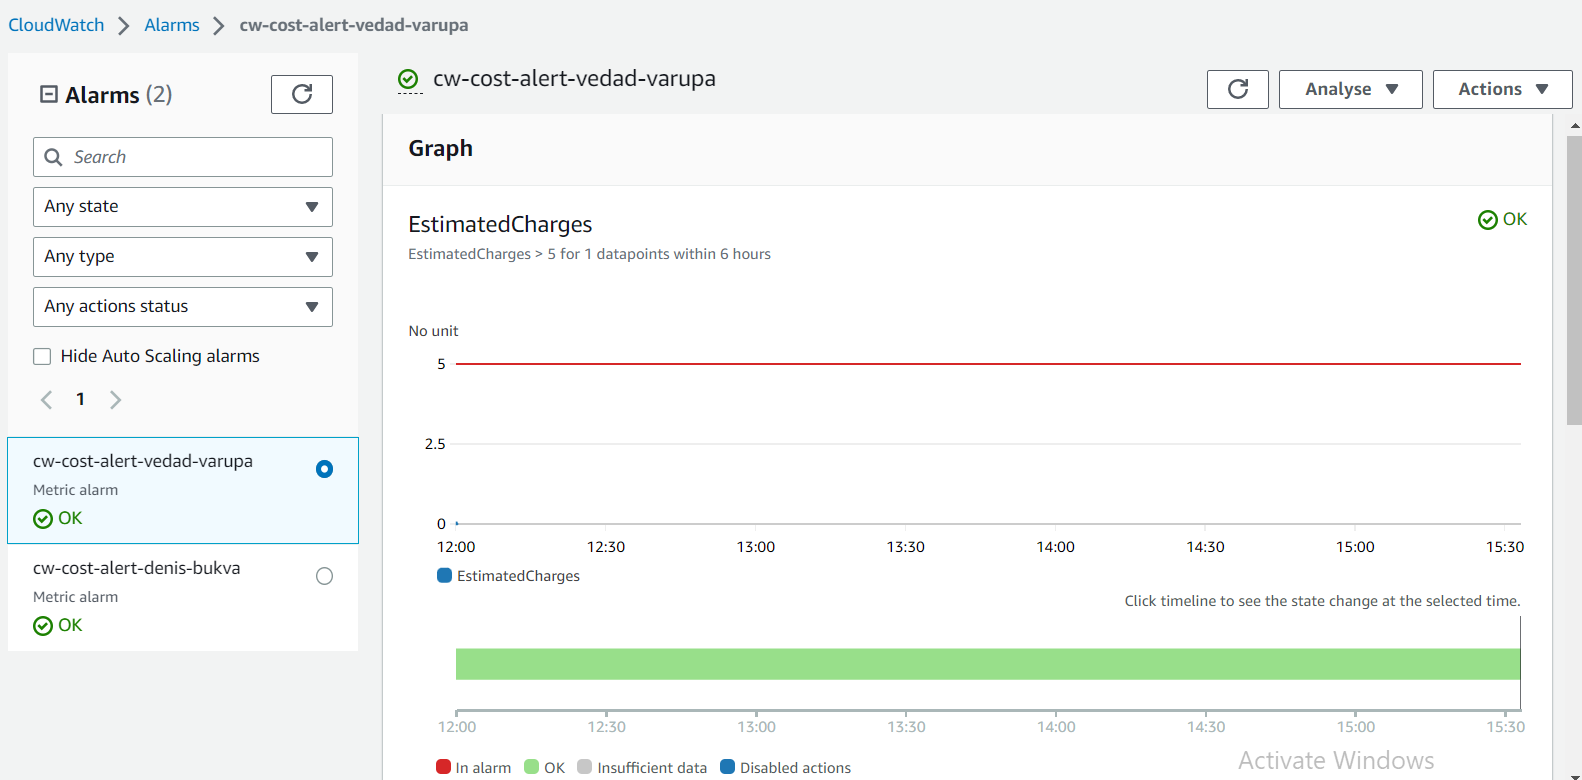 CloudWatch > Alarms > cw-cost-alert-vedad-varupa
Alarms (2)
Search
Any state
Any type
Any actions status
Hide Auto Scaling alarms
1
cw-cost-alert-vedad-varupa
Metric alarm
OK
cw-cost-alert-denis-bukva
Metric alarm
OK
cw-cost-alert-vedad-varupa
Analyse
Actions
Graph
EstimatedCharges
OK
EstimatedCharges > 5 for 1 datapoints within 6 hours
No unit
5
2.5
0
12:00 12:30 13:00 13:30 14:00 14:30 15:00 15:30
EstimatedCharges
Click timeline to see the state change at the selected time.
12:00 12:30 13:00 13:30 14:00 14:30 15:00 15:30
In alarm OK Insufficient data Disabled actions
Activate Windows